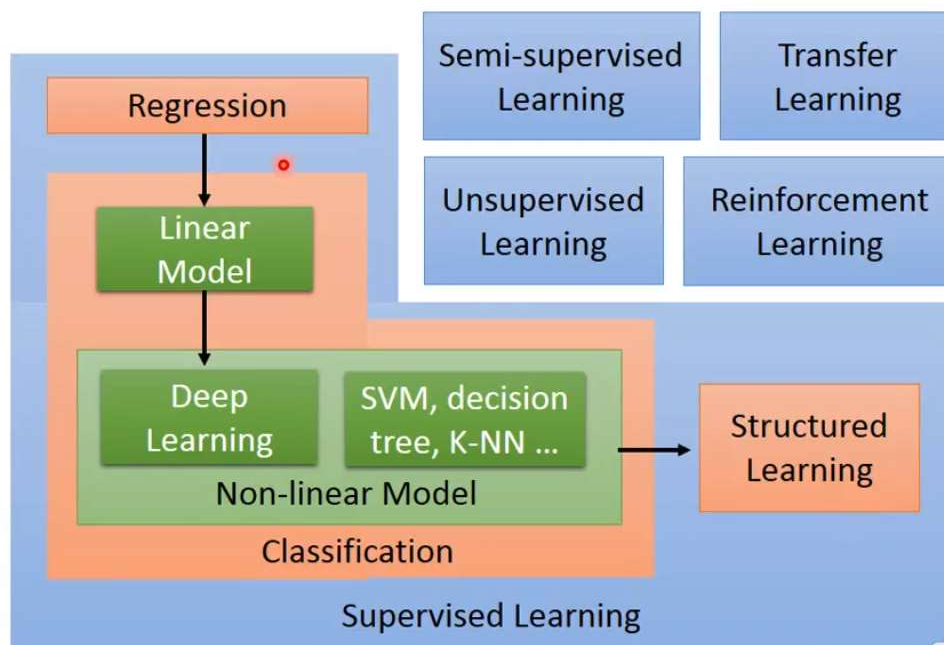 Semi-supervised
Learning
Transfer
Learning
Regression
Unsupervised
Learning
Reinforcement
Learning
Linear
Model
Deep
Learning
SVM, decision
tree, K-NN ...
Structured
Learning
Non-linear Model
Classification
Supervised Learning